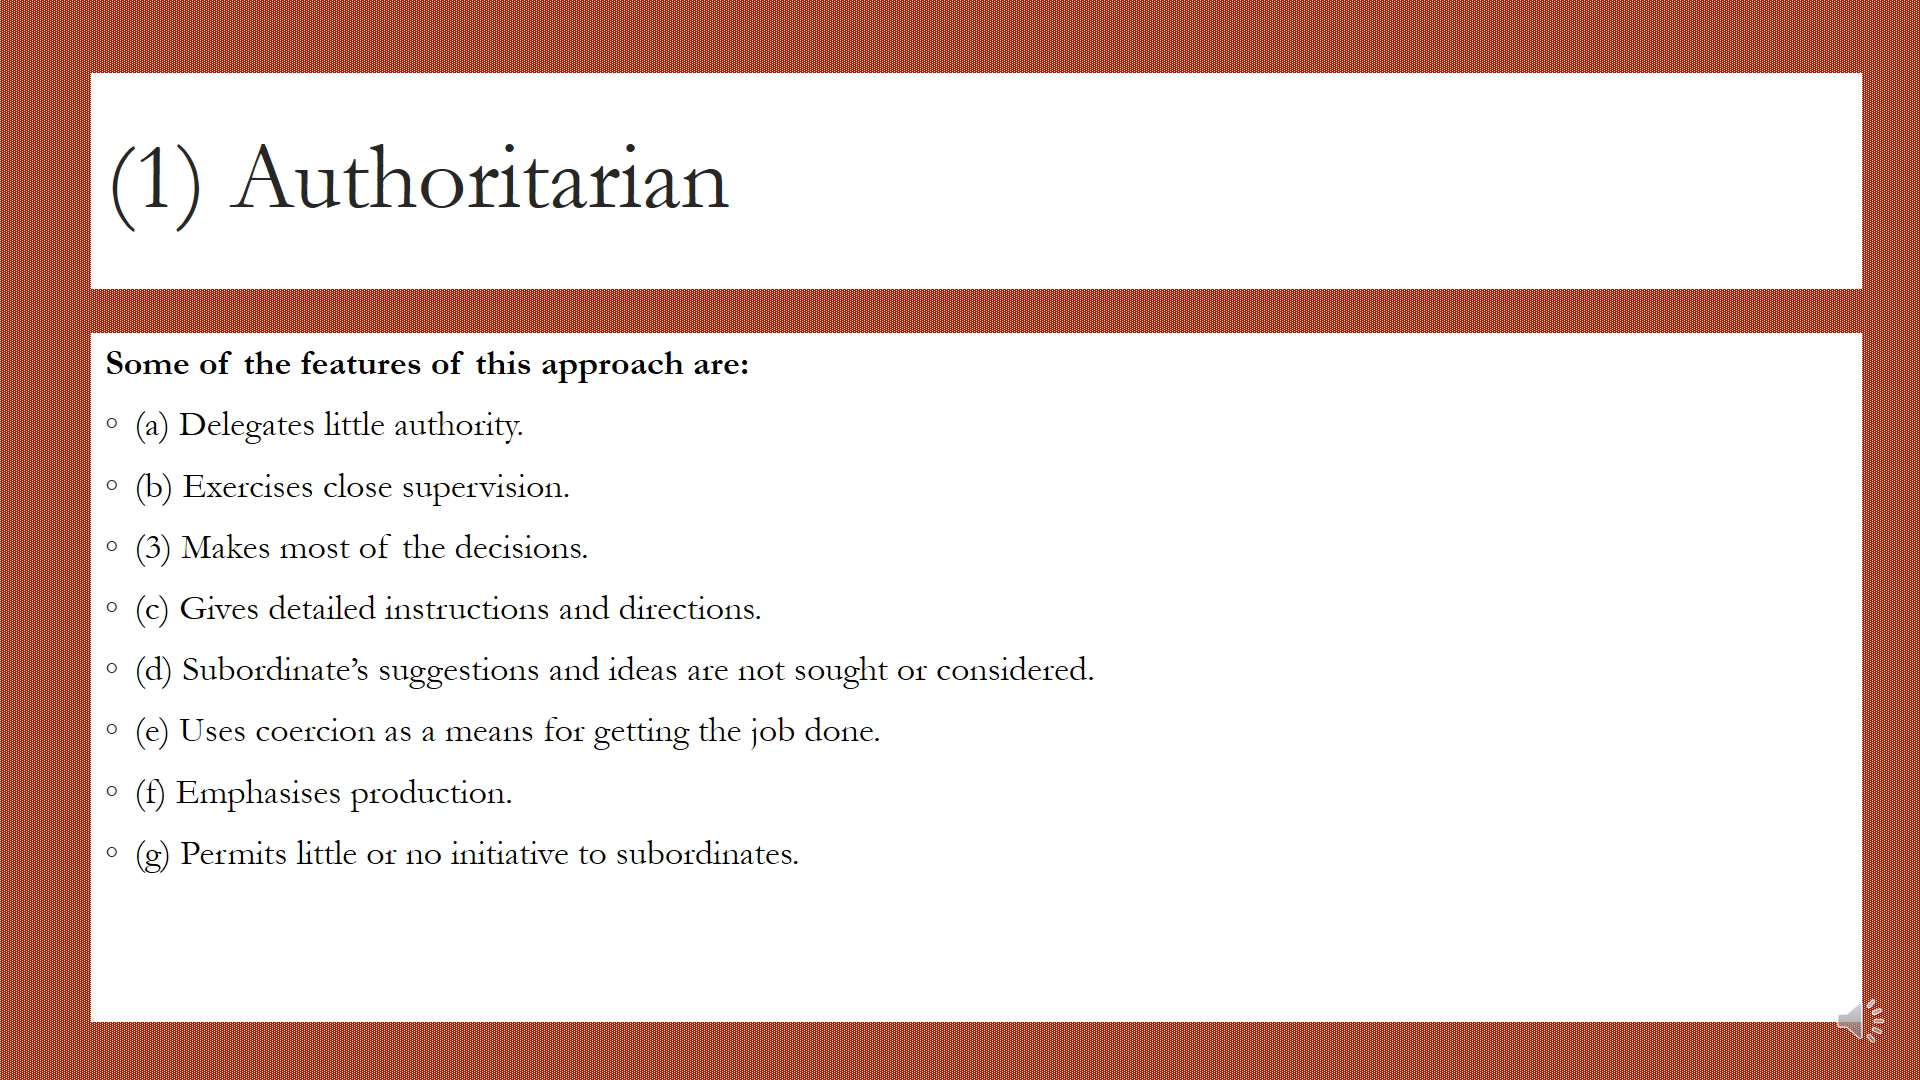 (1) Authoritarian
Some of the features of this approach are:
(a) Delegates little authority.
(b) Exercises close supervision.
(3) Makes most of the decisions.
(c) Gives detailed instructions and directions.
(d) Subordinate’s suggestions and ideas are not sought or considered.
(e) Uses coercion as a means for getting the job done.
(f) Emphasises production.
(g) Permits little or no initiative to subordinates.